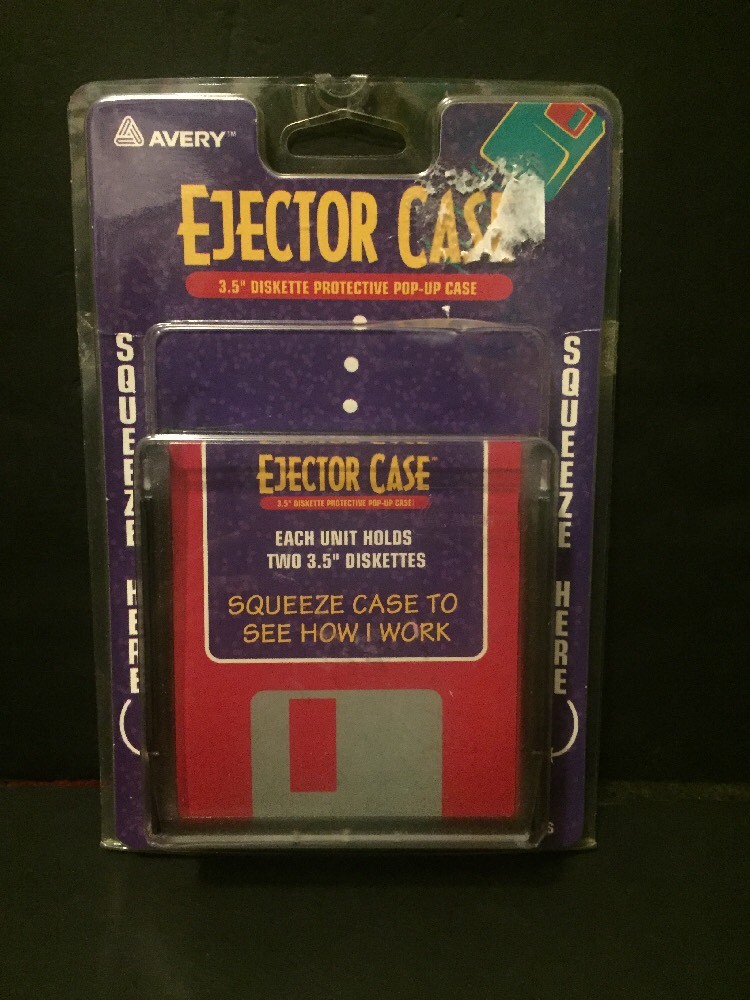 AVERY™
EJECTOR CASE
3.5" DISKETTE PROTECTIVE POP-UP CASE
SQUEEZE HERE
SQUEEZE HERE
EJECTOR CASE™
3.5" DISKETTE PROTECTIVE POP-UP CASE!
EACH UNIT HOLDS
TWO 3.5" DISKETTES
SQUEEZE CASE TO
SEE HOW I WORK